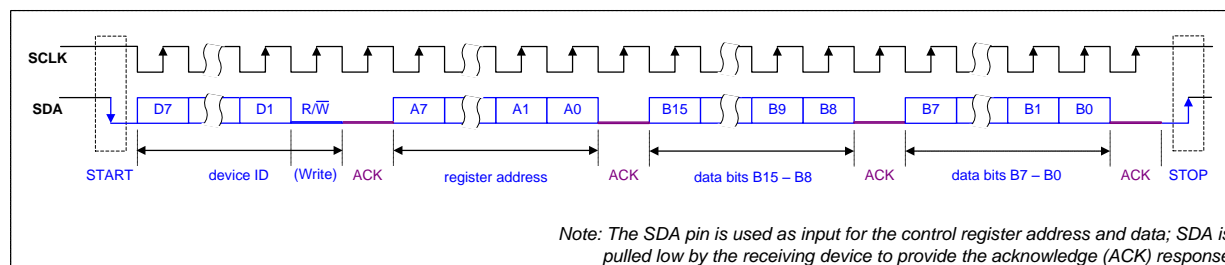 SCLK
SDA D7 D1 R/W A7 A1 A0 B15 B9 B8 B7 B1 B0
START device ID (Write) ACK register address ACK data bits B15 – B8 ACK data bits B7 – B0 ACK STOP
Note: The SDA pin is used as input for the control register address and data; SDA is
pulled low by the receiving device to provide the acknowledge (ACK) response